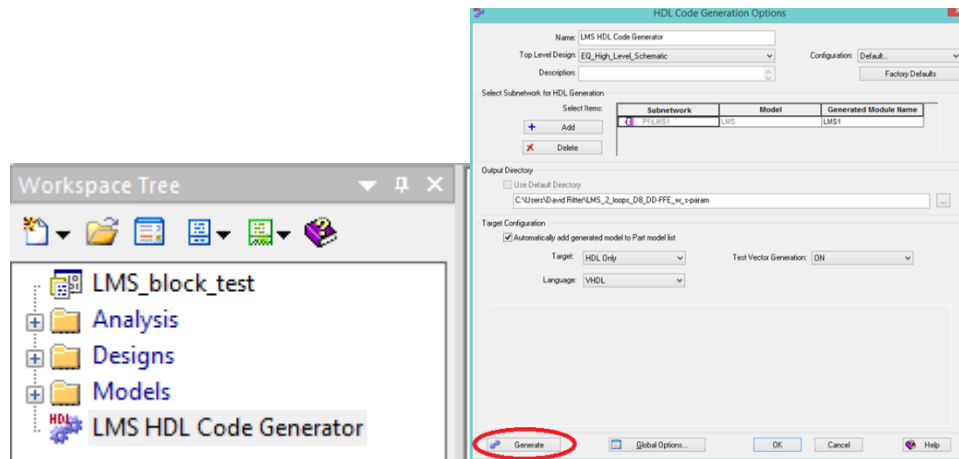 Workspace Tree
LMS_block_test
Analysis
Designs
Models
HDL
LMS HDL Code Generator
HDL Code Generation Options
Name: LMS HDL Code Generator
Top Level Design: EQ_High_Level_Schematic Configuration: Default...
Description: Factory Defaults
Select Subnetwork for HDL Generation
Select Items: Subnetwork Model Generated Module Name
P1\LMS1 LMS LMS1
+ Add
X Delete
Output Directory
Use Default Directory
C:\Users\David Ritter\LMS_2_loops_D8_DD-FFE_w_s-param ...
Target Configuration
Automatically add generated model to Part model list
Target: HDL Only Test Vector Generation: ON
Language: VHDL
Generate Global Options... OK Cancel Help